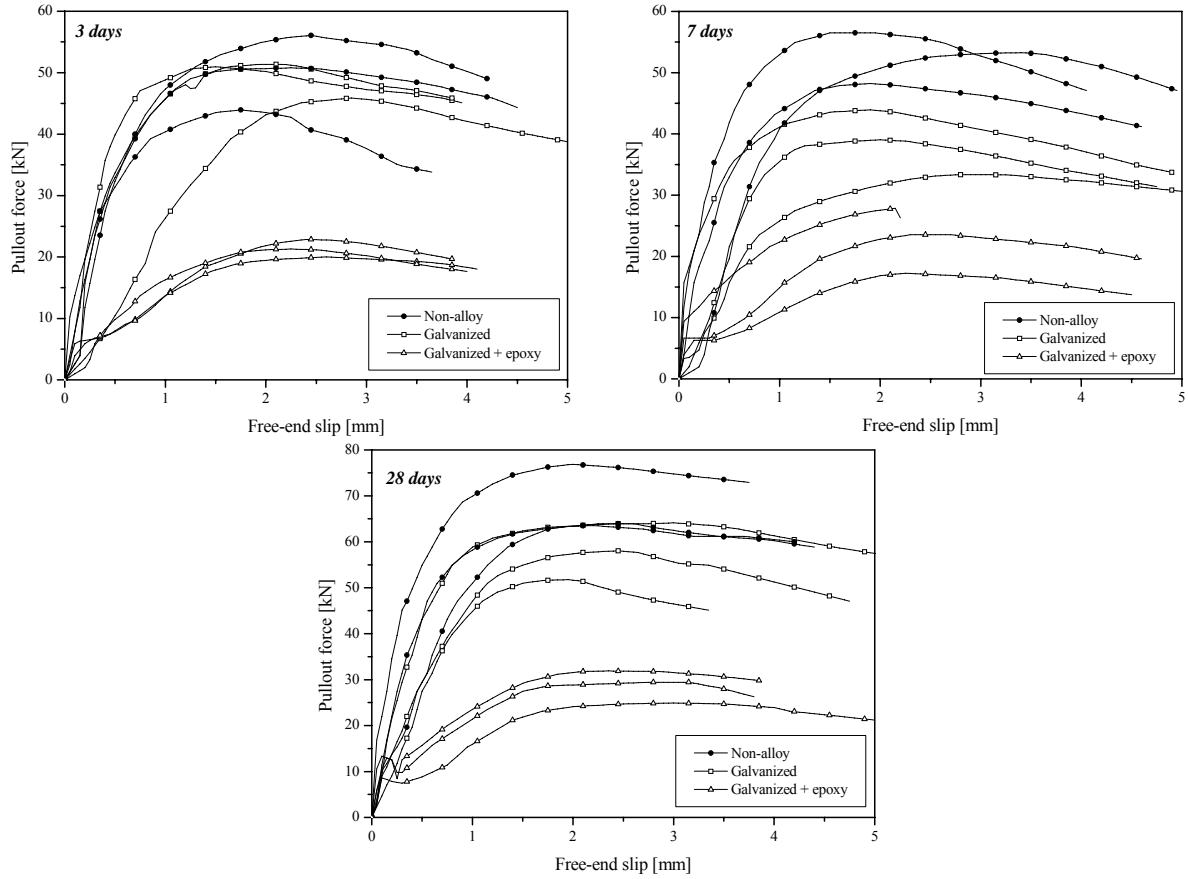 3 days
Pullout force [kN]
60
50
40
30
20
10
0
0 1 2 3 4 5
Free-end slip [mm]
Non-alloy
Galvanized
Galvanized + epoxy
7 days
Pullout force [kN]
60
50
40
30
20
10
0
0 1 2 3 4 5
Free-end slip [mm]
Non-alloy
Galvanized
Galvanized + epoxy
28 days
Pullout force [kN]
80
70
60
50
40
30
20
10
0
0 1 2 3 4 5
Free-end slip [mm]
Non-alloy
Galvanized
Galvanized + epoxy